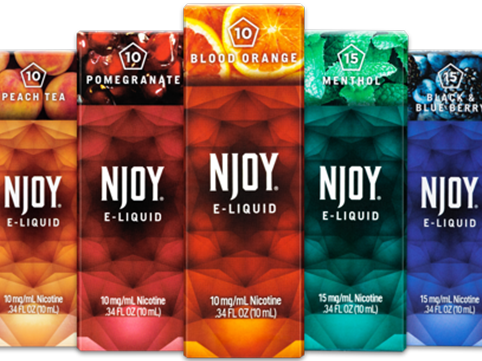 10
PEACH TEA
NJOY®
E-LIQUID
10 mg/mL Nicotine
.34 FL OZ (10 mL)
10
POMEGRANATE
NJOY®
E-LIQUID
10 mg/mL Nicotine
.34 FL OZ (10 mL)
10
BLOOD ORANGE
NJOY®
E-LIQUID
10 mg/mL Nicotine
.34 FL OZ (10 mL)
15
MENTHOL
NJOY®
E-LIQUID
15 mg/mL Nicotine
.34 FL OZ (10 mL)
15
BLACK &
BLUE BERRY
NJOY®
E-LIQUID
15 mg/mL Nicotine
.34 FL OZ (10 mL)